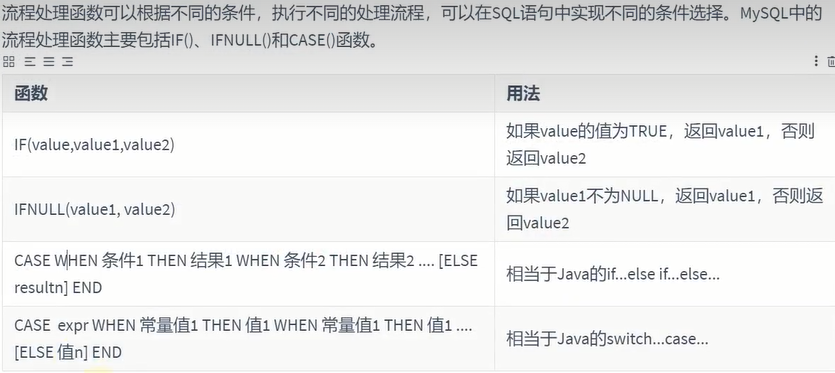 流程处理函数可以根据不同的条件，执行不同的处理流程，可以在SQL语句中实现不同的条件选择。MySQL中的
流程处理函数主要包括IF()、IFNULL()和CASE()函数。
函数
用法
IF(value,value1,value2)
如果value的值为TRUE，返回value1，否则
返回value2
IFNULL(value1, value2)
如果value1不为NULL，返回value1，否则返
回value2
CASE WHEN 条件1 THEN 结果1 WHEN 条件2 THEN 结果2 .... [ELSE
resultn] END
相当于Java的if...else if...else...
CASE expr WHEN 常量值1 THEN 值1 WHEN 常量值1 THEN 值1 ....
[ELSE 值n] END
相当于Java的switch...case...